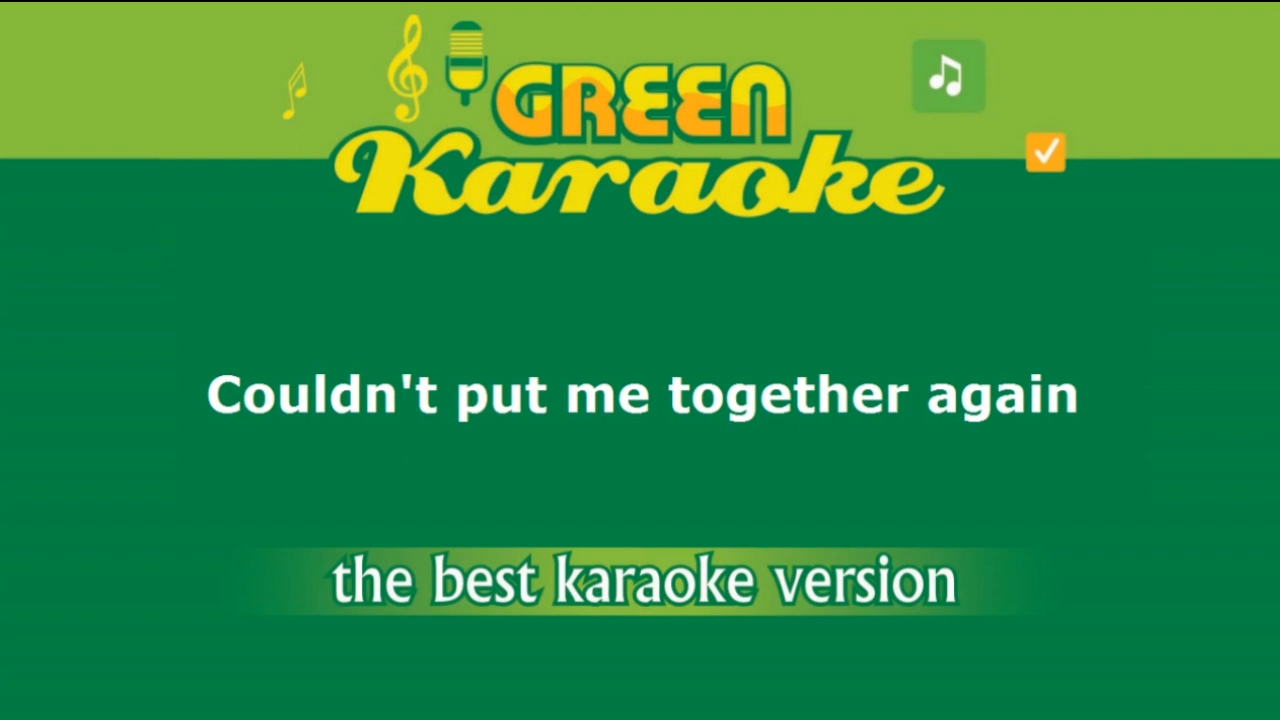 GREEN
Karaoke
Couldn't put me together again
the best karaoke version